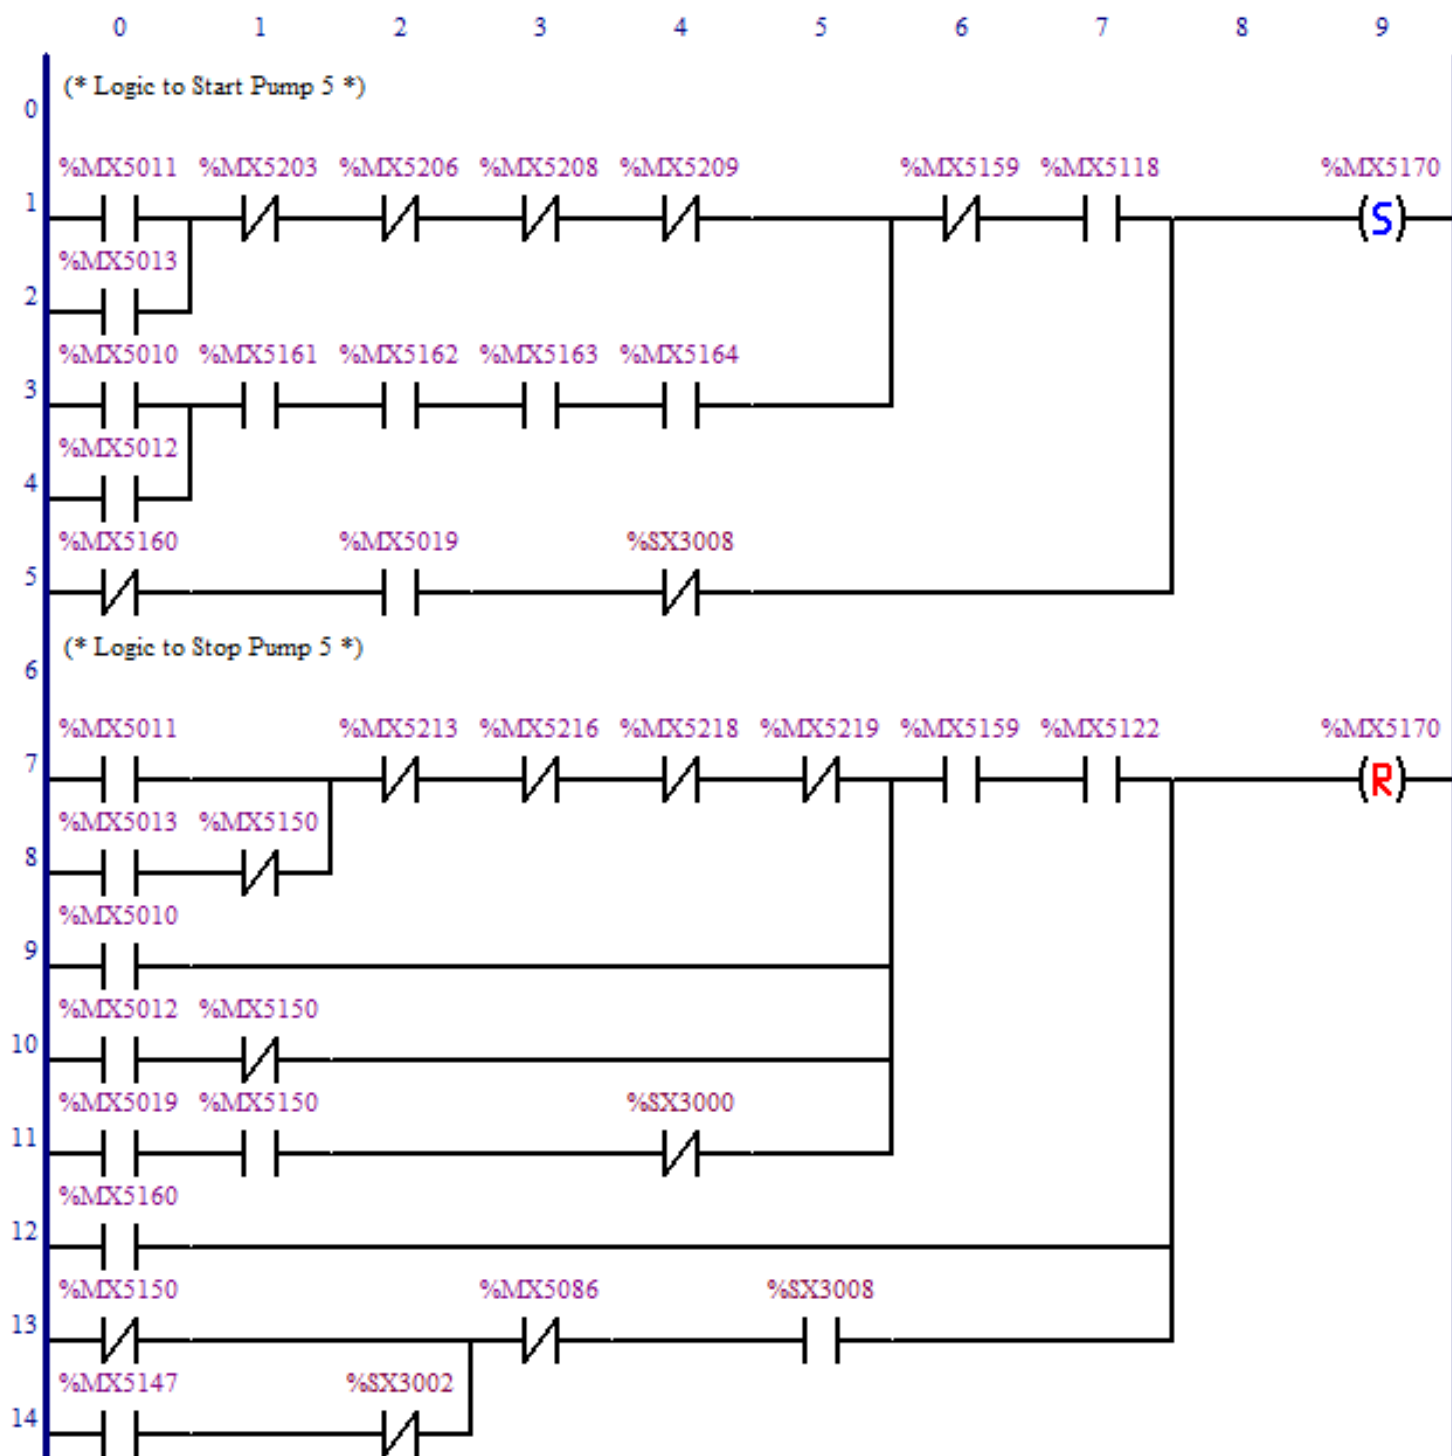 0 1 2 3 4 5 6 7 8 9
(* Logic to Start Pump 5 *)
0
%MX5011 %MX5203 %MX5206 %MX5208 %MX5209 %MX5159 %MX5118 %MX5170
1 (S)
%MX5013
2
%MX5010 %MX5161 %MX5162 %MX5163 %MX5164
3
%MX5012
4
%MX5160 %MX5019 %SX3008
5
(* Logic to Stop Pump 5 *)
6
%MX5011 %MX5213 %MX5216 %MX5218 %MX5219 %MX5159 %MX5122 %MX5170
7 (R)
%MX5013 %MX5150
8
%MX5010
9
%MX5012 %MX5150
10
%MX5019 %MX5150 %SX3000
11
%MX5160
12
%MX5150 %MX5086 %SX3008
13
%MX5147 %SX3002
14